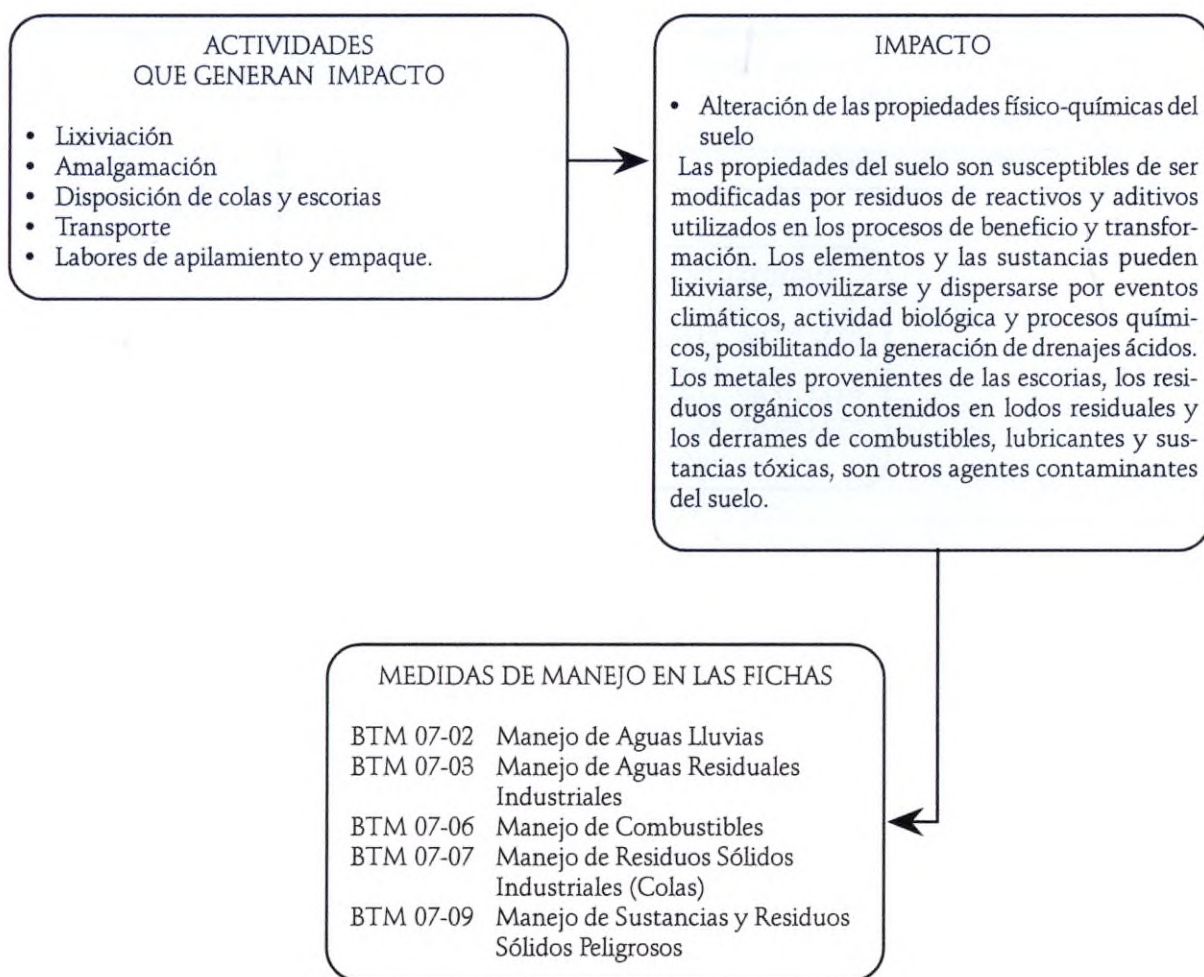 ACTIVIDADES
QUE GENERAN IMPACTO
• Lixiviación
• Amalgamación
• Disposición de colas y escorias
• Transporte
• Labores de apilamiento y empaque.
IMPACTO
• Alteración de las propiedades físico-químicas del
suelo
Las propiedades del suelo son susceptibles de ser
modificadas por residuos de reactivos y aditivos
utilizados en los procesos de beneficio y transfor-
mación. Los elementos y las sustancias pueden
lixiviarse, movilizarse y dispersarse por eventos
climáticos, actividad biológica y procesos quími-
cos, posibilitando la generación de drenajes ácidos.
Los metales provenientes de las escorias, los resi-
duos orgánicos contenidos en lodos residuales y
los derrames de combustibles, lubricantes y sus-
tancias tóxicas, son otros agentes contaminantes
del suelo.
MEDIDAS DE MANEJO EN LAS FICHAS
BTM 07-02 Manejo de Aguas Lluvias
BTM 07-03 Manejo de Aguas Residuales
Industriales
BTM 07-06 Manejo de Combustibles
BTM 07-07 Manejo de Residuos Sólidos
Industriales (Colas)
BTM 07-09 Manejo de Sustancias y Residuos
Sólidos Peligrosos